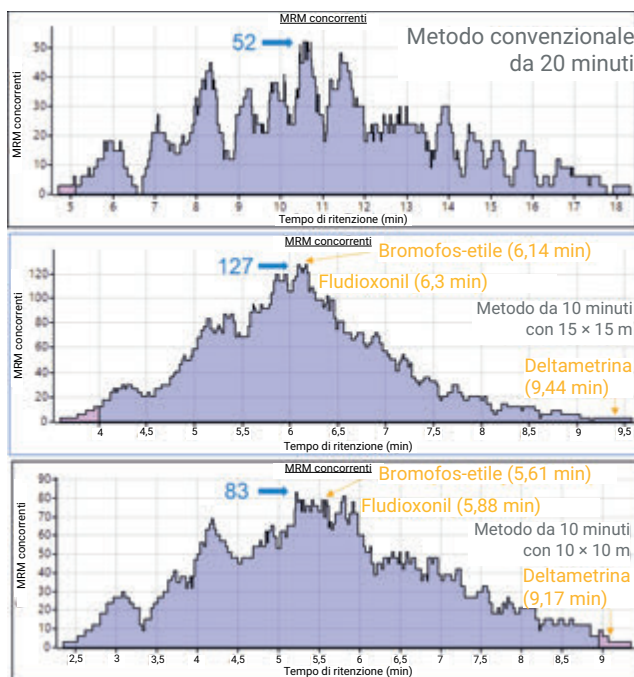 MRM concorrenti
52
Metodo convenzionale
da 20 minuti
MRM concorrenti
50
40
30
20
10
0
5 6 7 8 9 10 11 12 13 14 15 16 17 18
Tempo di ritenzione (min)
MRM concorrenti
Bromofos-etile (6,14 min)
127
Fludioxonil (6,3 min)
Metodo da 10 minuti
con 15 × 15 m
Deltametrina
(9,44 min)
MRM concorrenti
120
100
80
60
40
20
0
4 4,5 5 5,5 6 6,5 7 7,5 8 8,5 9 9,5
Tempo di ritenzione (min)
MRM concorrenti
Bromofos-etile (5,61 min)
83
Fludioxonil (5,88 min)
Metodo da 10 minuti
con 10 × 10 m
Deltametrina
(9,17 min)
MRM concorrenti
90
80
70
60
50
40
30
20
10
0
2,5 3 3,5 4 4,5 5 5,5 6 6,5 7 7,5 8 8,5 9
Tempo di ritenzione (min)